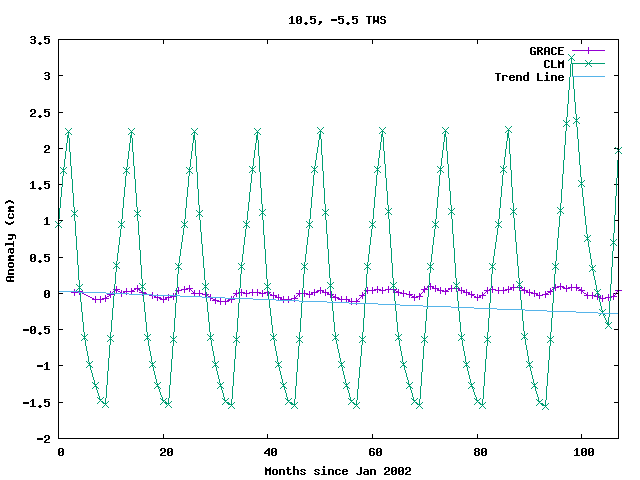 10.5, -5.5 TWS
GRACE
CLM
Trend Line
Anomaly (cm)
3.5
3
2.5
2
1.5
1
0.5
0
-0.5
-1
-1.5
-2
0 20 40 60 80 100
Months since Jan 2002